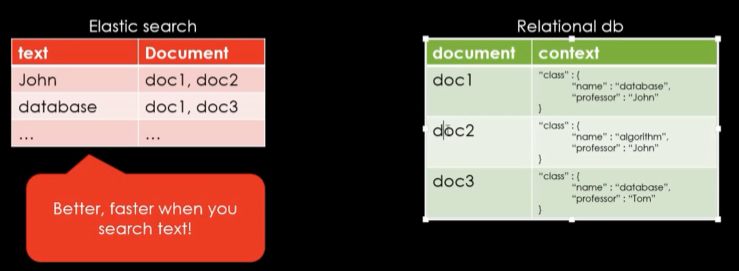 Elastic search
text Document
John doc1, doc2
database doc1, doc3
... ...
Better, faster when you
search text!
Relational db
document context
doc1 "class" : {
"name" : "database",
"professor" : "John"
}
doc2 "class" : {
"name" : "algorithm",
"professor" : "John"
}
doc3 "class" : {
"name" : "database",
"professor" : "Tom"
}